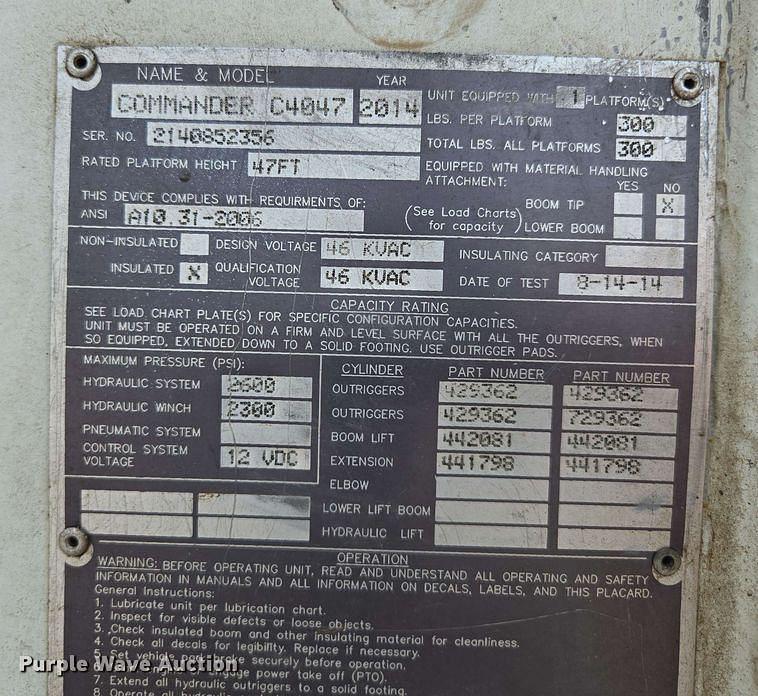 NAME & MODEL YEAR
COMMANDER C4047 2014 UNIT EQUIPPED WITH 1 PLATFORM(S)
LBS. PER PLATFORM 300
SER. NO. 2140852356 TOTAL LBS. ALL PLATFORMS 300
RATED PLATFORM HEIGHT 47FT EQUIPPED WITH MATERIAL HANDLING
ATTACHMENT: YES NO
THIS DEVICE COMPLIES WITH REQUIRMENTS OF: BOOM TIP X
ANSI A10.31-2006 (See Load Charts for capacity) LOWER BOOM
NON-INSULATED DESIGN VOLTAGE 46 KVAC INSULATING CATEGORY
INSULATED X QUALIFICATION VOLTAGE 46 KVAC DATE OF TEST 8-14-14
CAPACITY RATING
SEE LOAD CHART PLATE(S) FOR SPECIFIC CONFIGURATION CAPACITIES.
UNIT MUST BE OPERATED ON A FIRM AND LEVEL SURFACE WITH ALL THE OUTRIGGERS, WHEN
SO EQUIPPED, EXTENDED DOWN TO A SOLID FOOTING. USE OUTRIGGER PADS.
MAXIMUM PRESSURE (PSI):
HYDRAULIC SYSTEM 2600
HYDRAULIC WINCH 2300
PNEUMATIC SYSTEM
CONTROL SYSTEM
VOLTAGE 12 VDC
CYLINDER PART NUMBER PART NUMBER
OUTRIGGERS 429362 429362
OUTRIGGERS 429362 729362
BOOM LIFT 442081 442081
EXTENSION 441798 441798
ELBOW
LOWER LIFT BOOM
HYDRAULIC LIFT
OPERATION
WARNING: BEFORE OPERATING UNIT, READ AND UNDERSTAND ALL OPERATING AND SAFETY
INFORMATION IN MANUALS AND ALL INFORMATION ON DECALS, LABELS, AND THIS PLACARD.
General Instructions:
1. Lubricate unit per lubrication chart.
2. Inspect for visible defects or loose objects.
3. Check insulated boom and other insulating material for cleanliness.
4. Check all decals for legibility. Replace if necessary.
5. Set vehicle park brake securely before operation.
engage power take off (PTO).
7. Extend all hydraulic outriggers to a solid footing.
8. Operate all
Purple Wave Auction